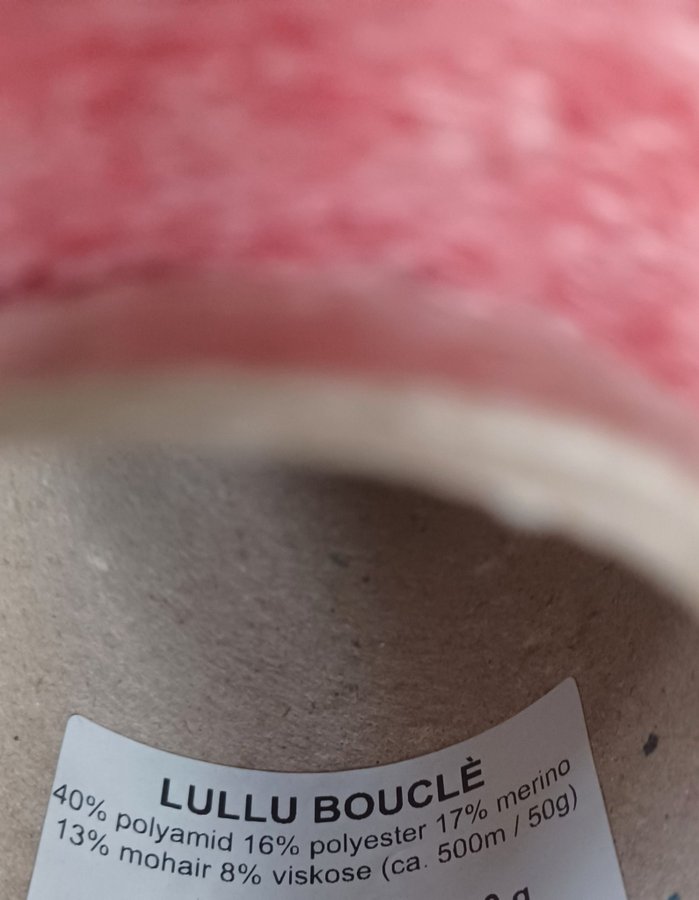 LULLU BOUCLÈ
40% polyamid 16% polyester 17% merino
13% mohair 8% viskose (ca. 500m / 50g)
g